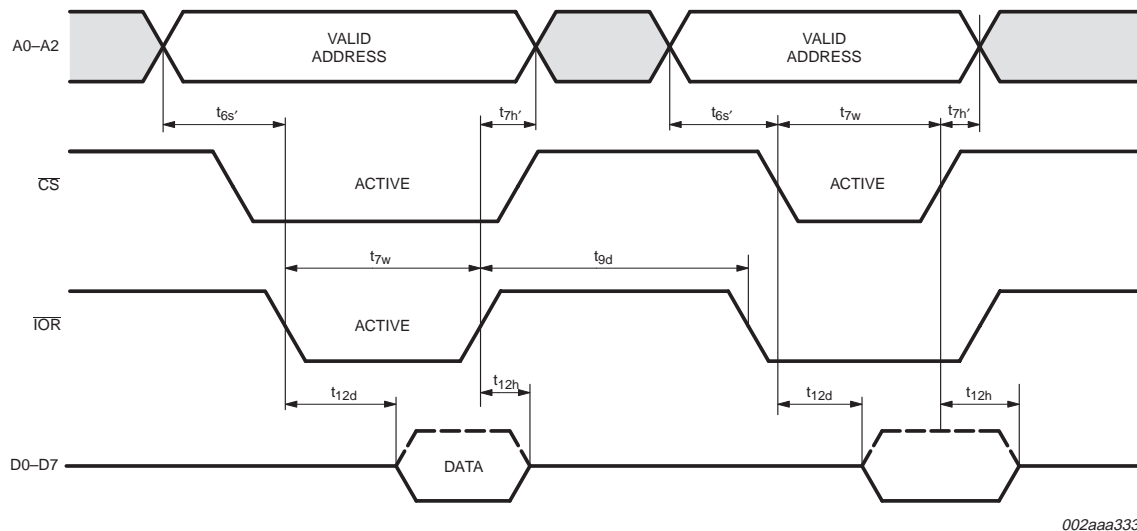 A0–A2
VALID
ADDRESS
VALID
ADDRESS
t6s′
t7h′
t6s′
t7w
t7h′
CS
ACTIVE
ACTIVE
t7w
t9d
IOR
ACTIVE
t12d
t12h
t12d
t12h
D0–D7
DATA
002aaa333